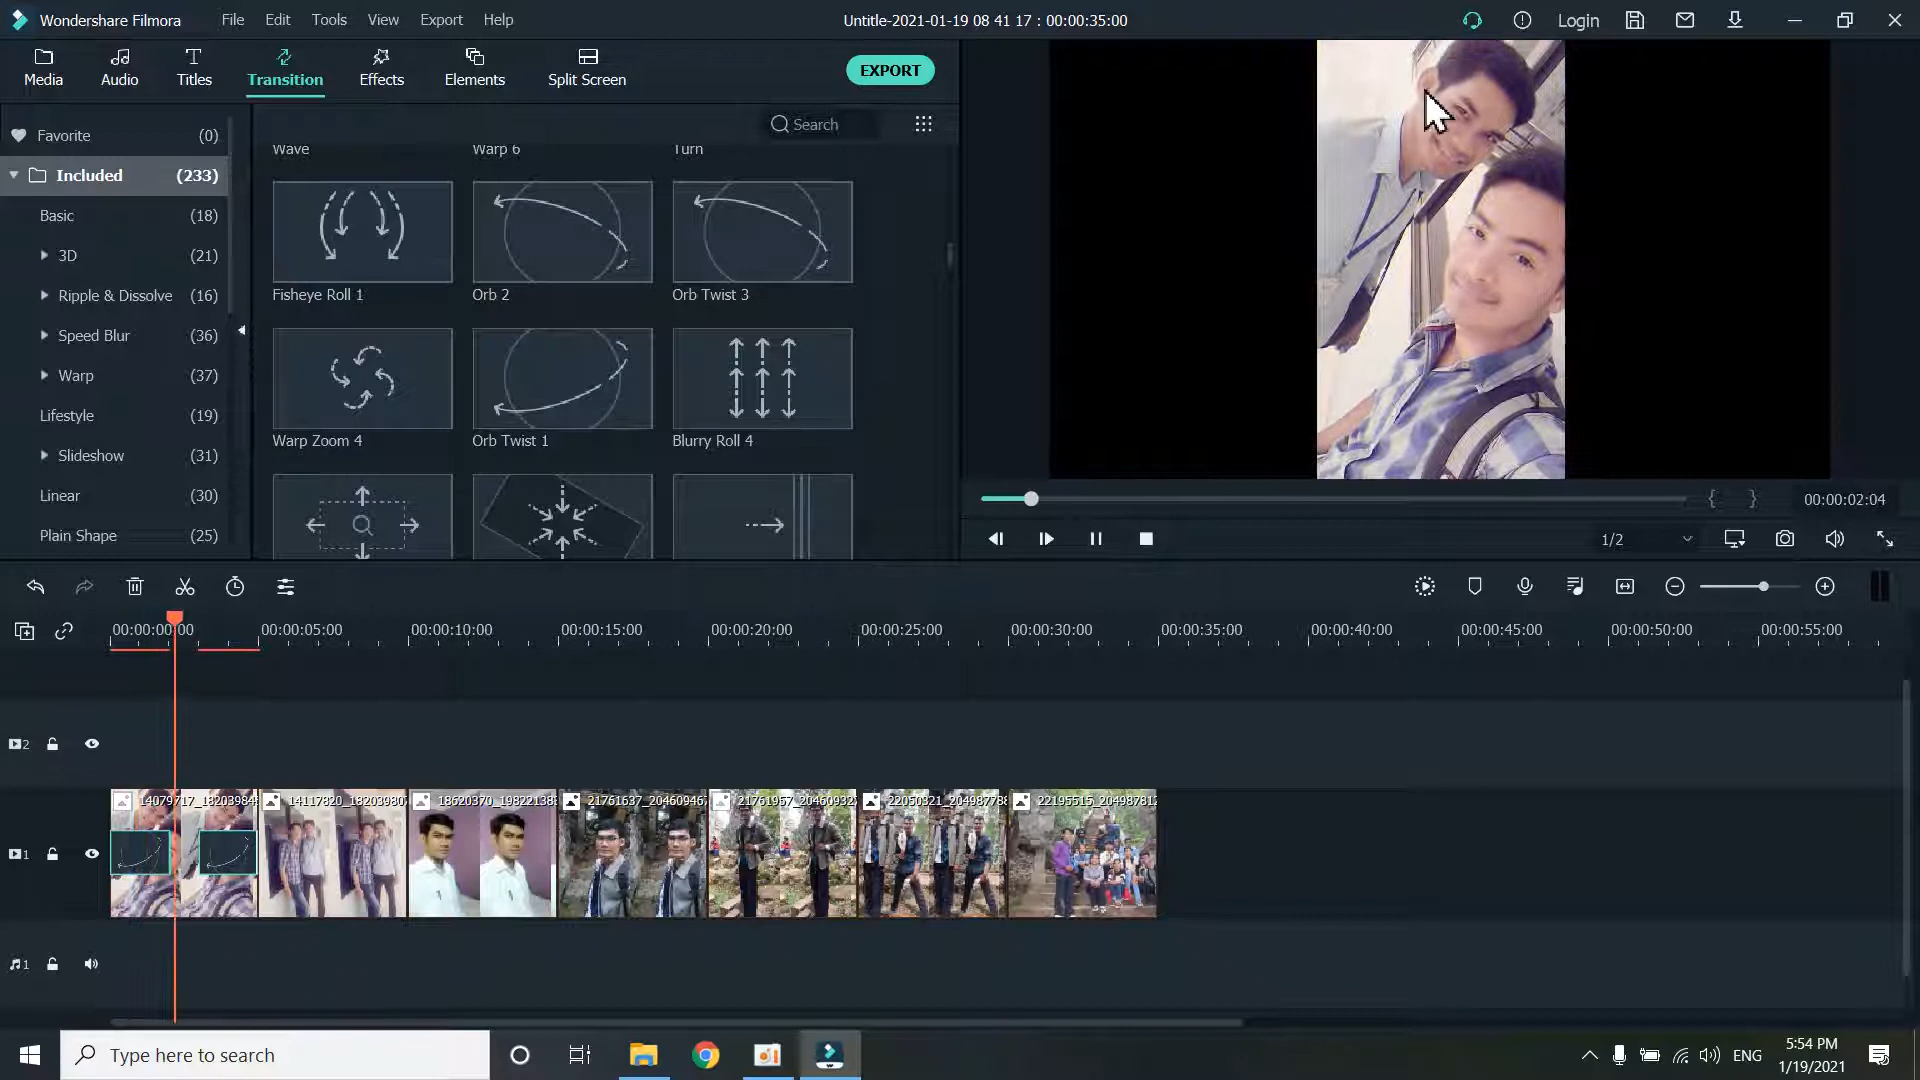 Wondershare Filmora File Edit Tools View Export Help Untitle-2021-01-19 08 41 17 : 00:00:35:00 Login
Media Audio Titles Transition Effects Elements Split Screen EXPORT
Favorite (0)
Included (233)
Basic (18)
3D (21)
Ripple & Dissolve (16)
Speed Blur (36)
Warp (37)
Lifestyle (19)
Slideshow (31)
Linear (30)
Plain Shape (25)
Search
Wave Warp 6 Turn
Fisheye Roll 1 Orb 2 Orb Twist 3
Warp Zoom 4 Orb Twist 1 Blurry Roll 4
{ } 00:00:02:04
1/2
00:00:00:00 00:00:05:00 00:00:10:00 00:00:15:00 00:00:20:00 00:00:25:00 00:00:30:00 00:00:35:00 00:00:40:00 00:00:45:00 00:00:50:00 00:00:55:00
2
14079717_1820398 14117820_18203980 18620370_19822138 21761637_20460946 21761957_20460932 22050321_20498778 22195515_20498781
1
1
Type here to search
ENG
5:54 PM
1/19/2021